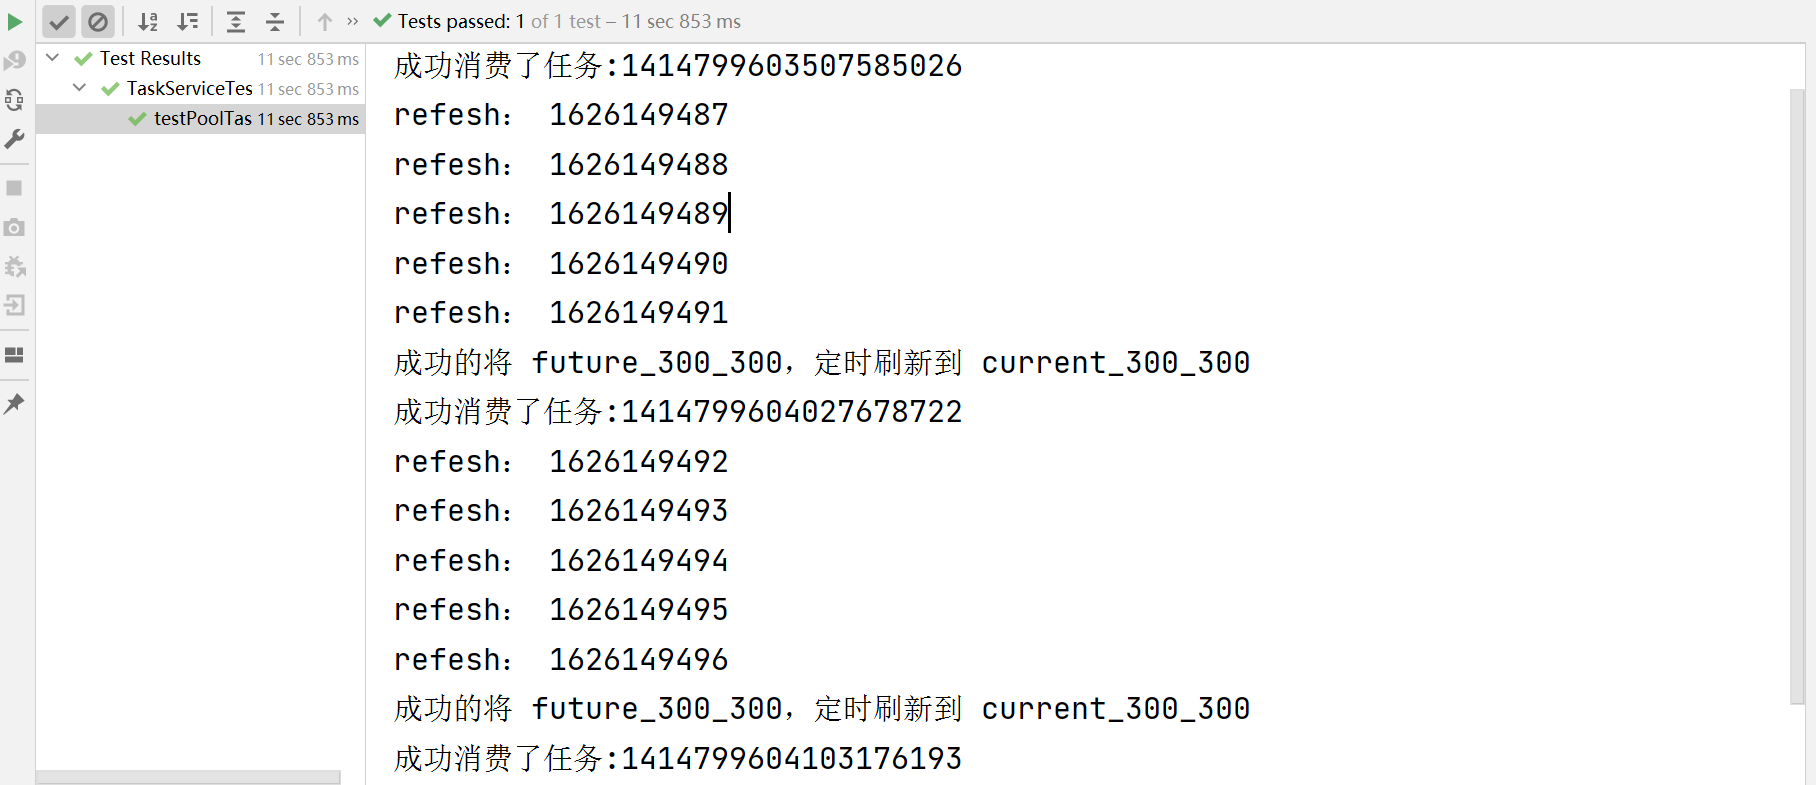 Tests passed: 1 of 1 test – 11 sec 853 ms
Test Results 11 sec 853 ms
TaskServiceTes 11 sec 853 ms
testPoolTas 11 sec 853 ms
成功消费了任务:1414799603507585026
refesh： 1626149487
refesh： 1626149488
refesh： 1626149489
refesh： 1626149490
refesh： 1626149491
成功的将 future_300_300，定时刷新到 current_300_300
成功消费了任务:1414799604027678722
refesh： 1626149492
refesh： 1626149493
refesh： 1626149494
refesh： 1626149495
refesh： 1626149496
成功的将 future_300_300，定时刷新到 current_300_300
成功消费了任务:1414799604103176193